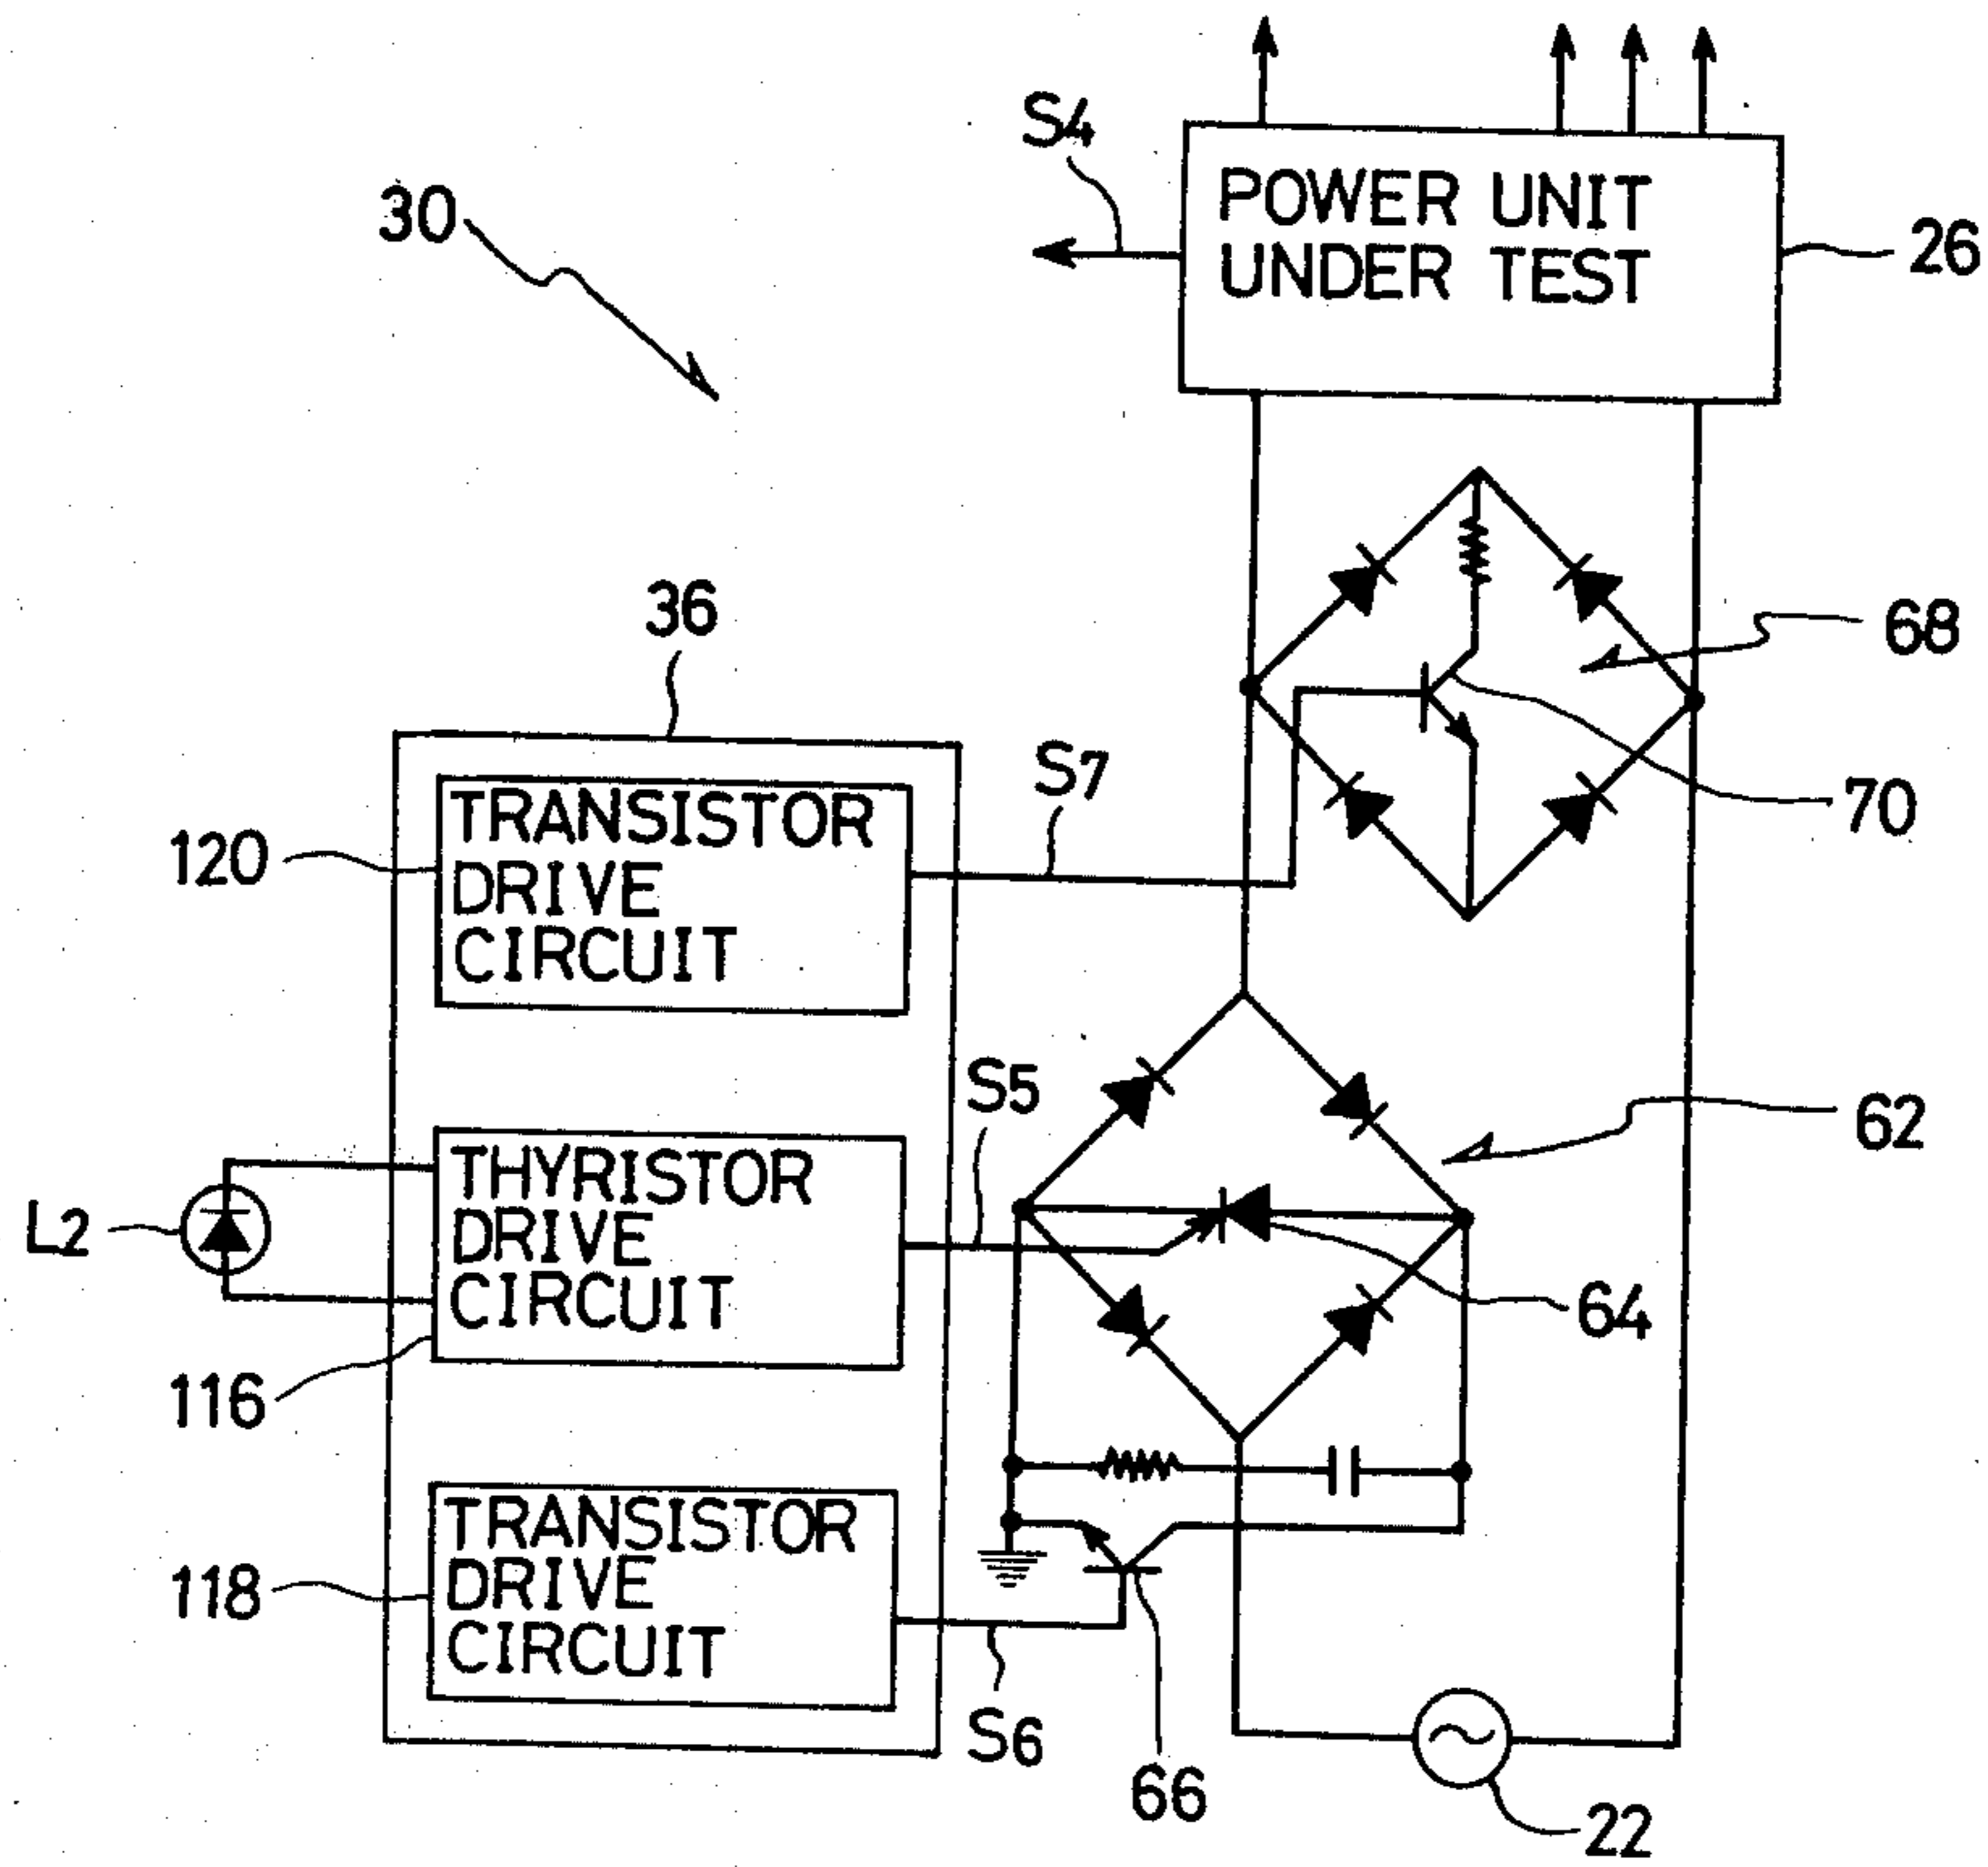 S4
POWER UNIT
UNDER TEST
26
30
36
68
S7
70
120
TRANSISTOR
DRIVE
CIRCUIT
S5
62
L2
THYRISTOR
DRIVE
CIRCUIT
64
116
118
TRANSISTOR
DRIVE
CIRCUIT
S6
66
22